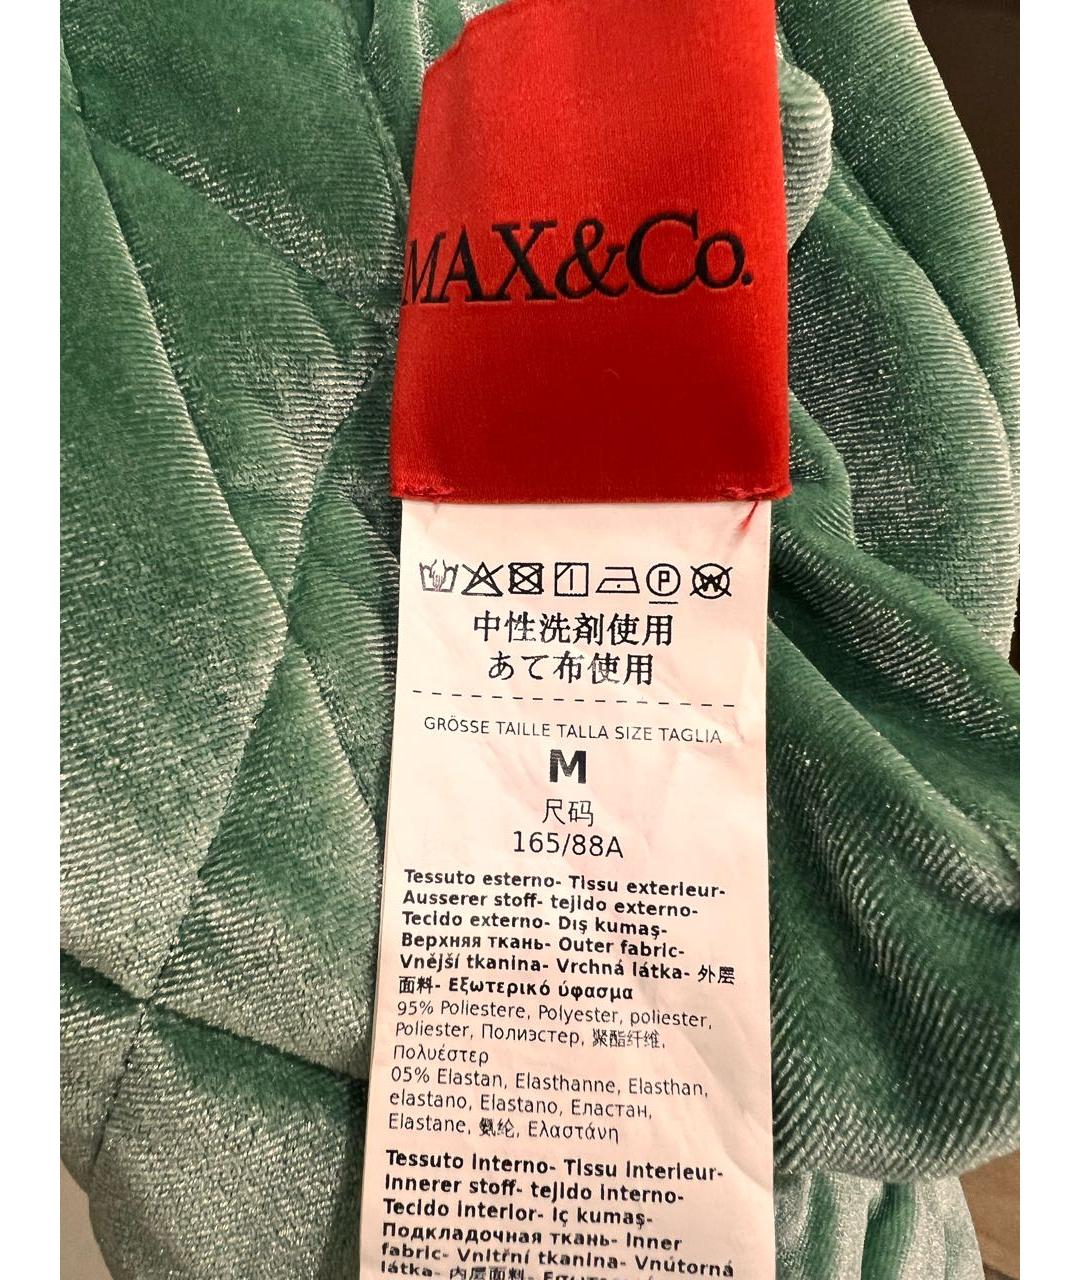 MAX&Co.
中性洗剤使用
あて布使用
GRÖSSE TAILLE TALLA SIZE TAGLIA
M
尺码
165/88A
Tessuto esterno- Tissu exterieur-
Ausserer stoff- tejido externo-
Tecido externo- Dış kumaş-
Верхняя ткань- Outer fabric-
Vnější tkanina- Vrchná látka- 外层
面料- Εξωτερικό ύφασμα
95% Poliestere, Polyester, poliester,
Poliester, Полиэстер, 聚酯纤维,
Πολυέστερ
05% Elastan, Elasthanne, Elasthan,
elastano, Elastano, Еластан,
Elastane, 氨纶, Ελαστάνη
Tessuto interno- Tissu interieur-
Innerer stoff- tejido interno-
Tecido interior- Iç kumaş-
Подкладочная ткань- Inner
fabric- Vnitřní tkanina- Vnútorná
látka- 内层面料-